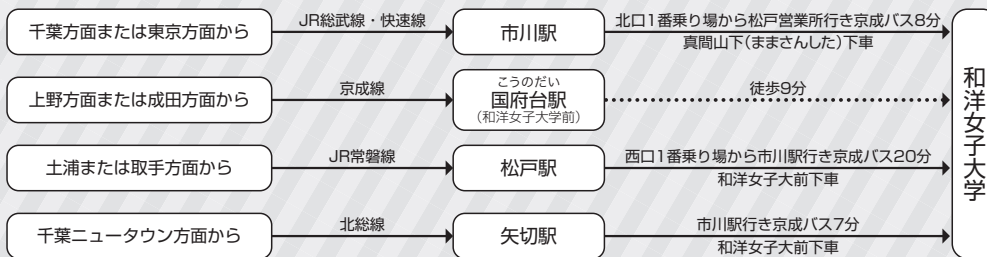 千葉方面または東京方面から
JR総武線・快速線
市川駅
北口1番乗り場から松戸営業所行き京成バス8分
真間山下(ままさんした)下車
上野方面または成田方面から
京成線
こうのだい
国府台駅
(和洋女子大学前)
徒歩9分
土浦または取手方面から
JR常磐線
松戸駅
西口1番乗り場から市川駅行き京成バス20分
和洋女子大前下車
千葉ニュータウン方面から
北総線
矢切駅
市川駅行き京成バス7分
和洋女子大前下車
和洋女子大学